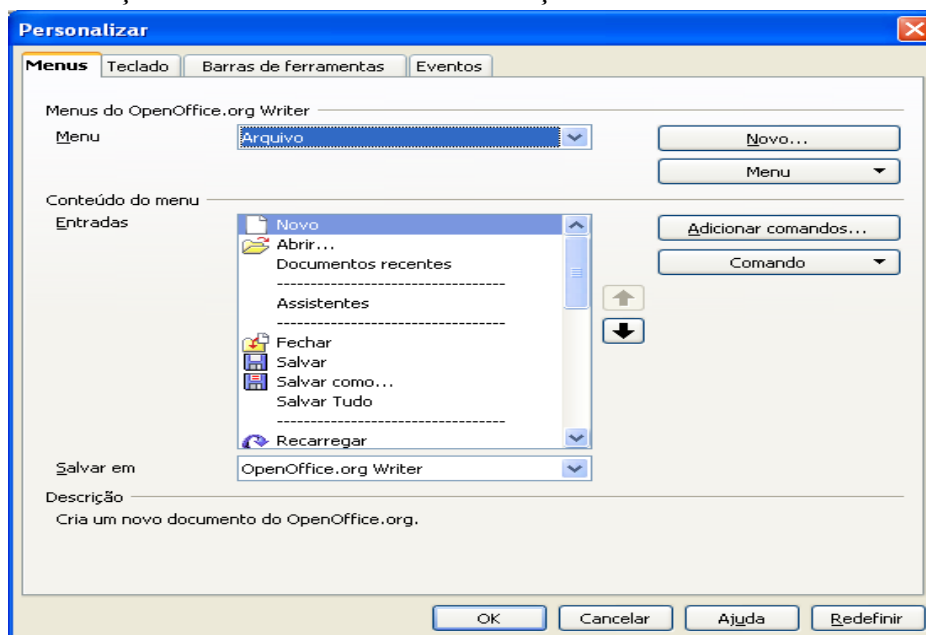 Personalizar
Menus Teclado Barras de ferramentas Eventos
Menus do OpenOffice.org Writer
Menu Arquivo Novo...
Menu
Conteúdo do menu
Entradas Novo Adicionar comandos...
Abrir...
Documentos recentes Comando
--------------------------------
Assistentes
--------------------------------
Fechar
Salvar
Salvar como...
Salvar Tudo
--------------------------------
Recarregar
Salvar em OpenOffice.org Writer
Descrição
Cria um novo documento do OpenOffice.org.
OK Cancelar Ajuda Redefinir